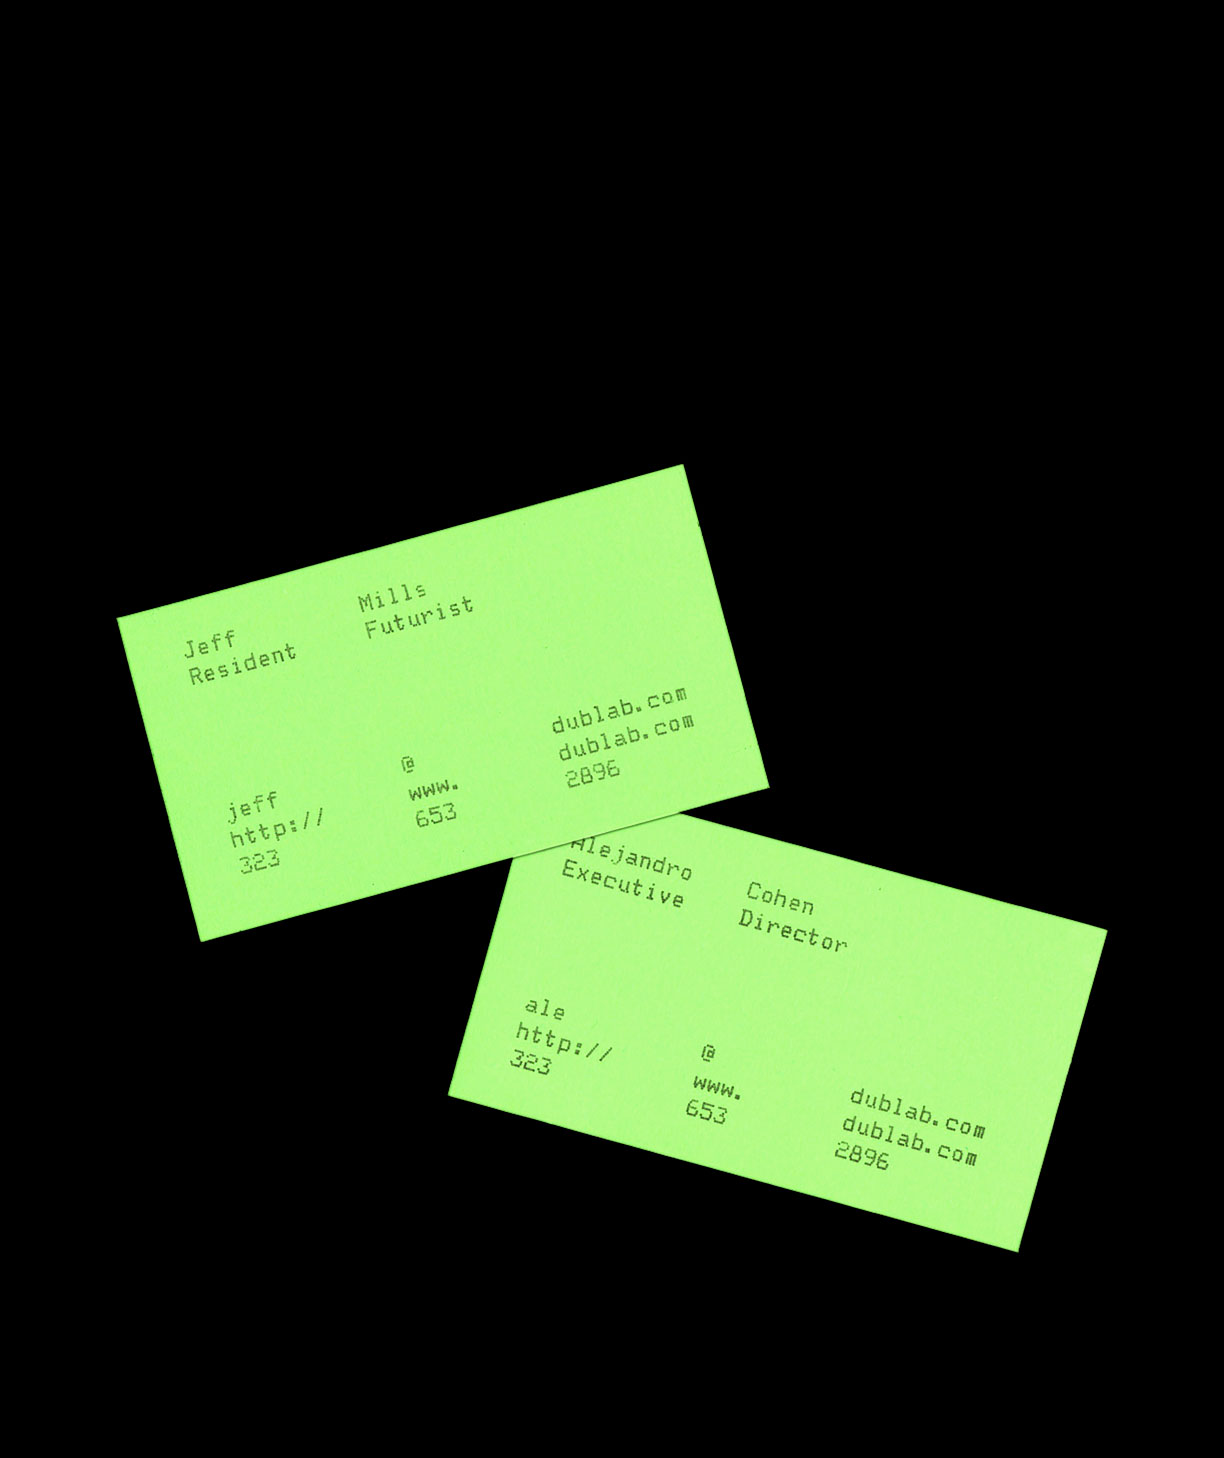 Jeff Mills
Resident Futurist
jeff @ dublab.com
http:// www. dublab.com
323 653 2896
Alejandro Cohen
Executive Director
ale @ dublab.com
http:// www. dublab.com
323 653 2896